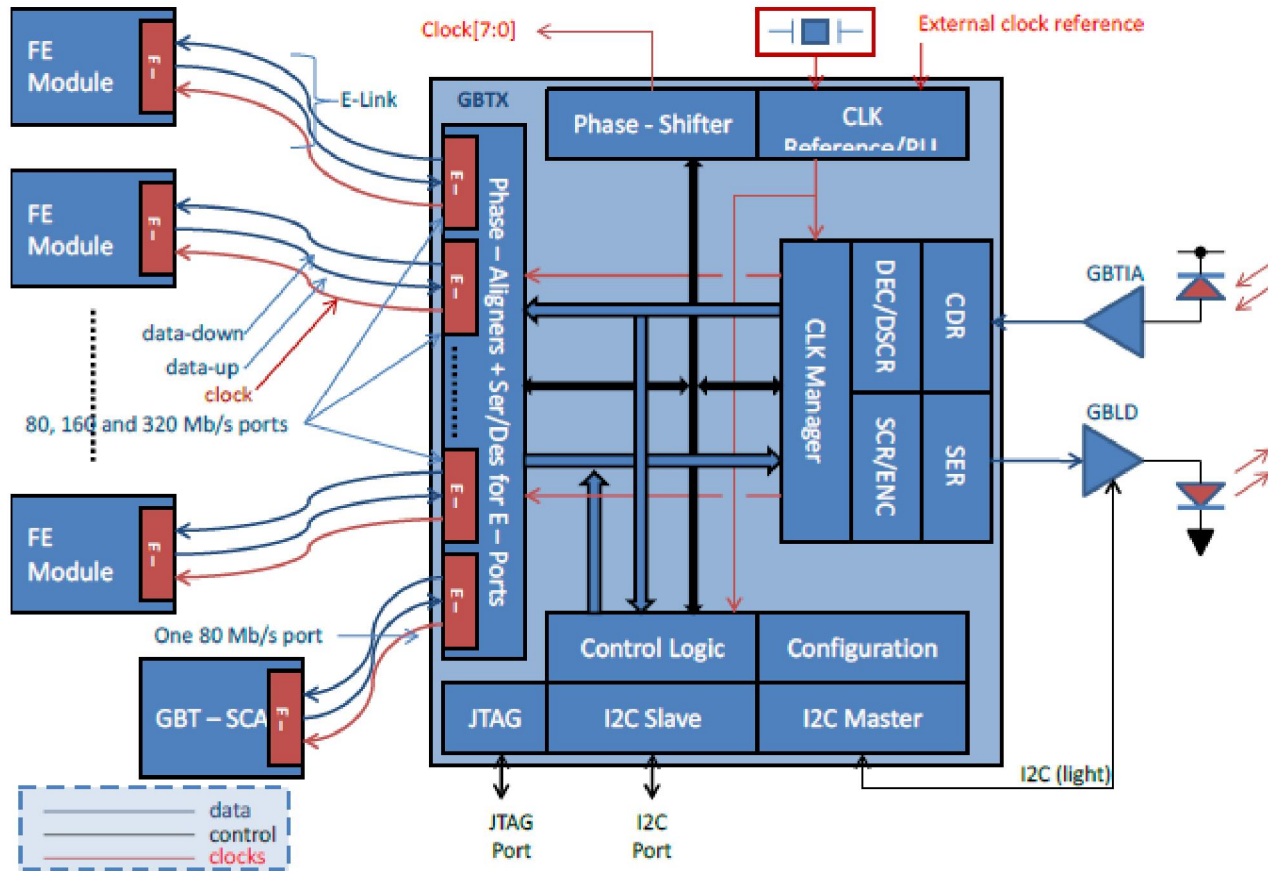 FE
Module
E –
E-Link
FE
Module
E –
data-down
data-up
clock
80, 160 and 320 Mb/s ports
FE
Module
E –
One 80 Mb/s port
GBT – SCA
E –
data
control
clocks
Clock[7:0]
External clock reference
GBTX
Phase - Shifter
CLK
Reference/PLL
E –
E –
E –
E –
Phase – Aligners + Ser/Des for E – Ports
CLK Manager
DEC/DSCR
CDR
SCR/ENC
SER
GBTIA
GBLD
Control Logic
Configuration
JTAG
I2C Slave
I2C Master
I2C (light)
JTAG
Port
I2C
Port